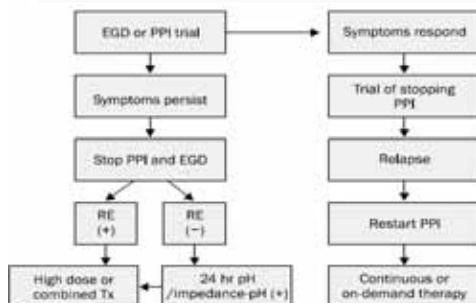 EGD or PPI trial
Symptoms respond
Symptoms persist
Trial of stopping
PPI
Stop PPI and EGD
Relapse
RE
(+)
RE
(−)
Restart PPI
High dose or
combined Tx
24 hr pH
/impedance-pH (+)
Continuous or
on-demand therapy